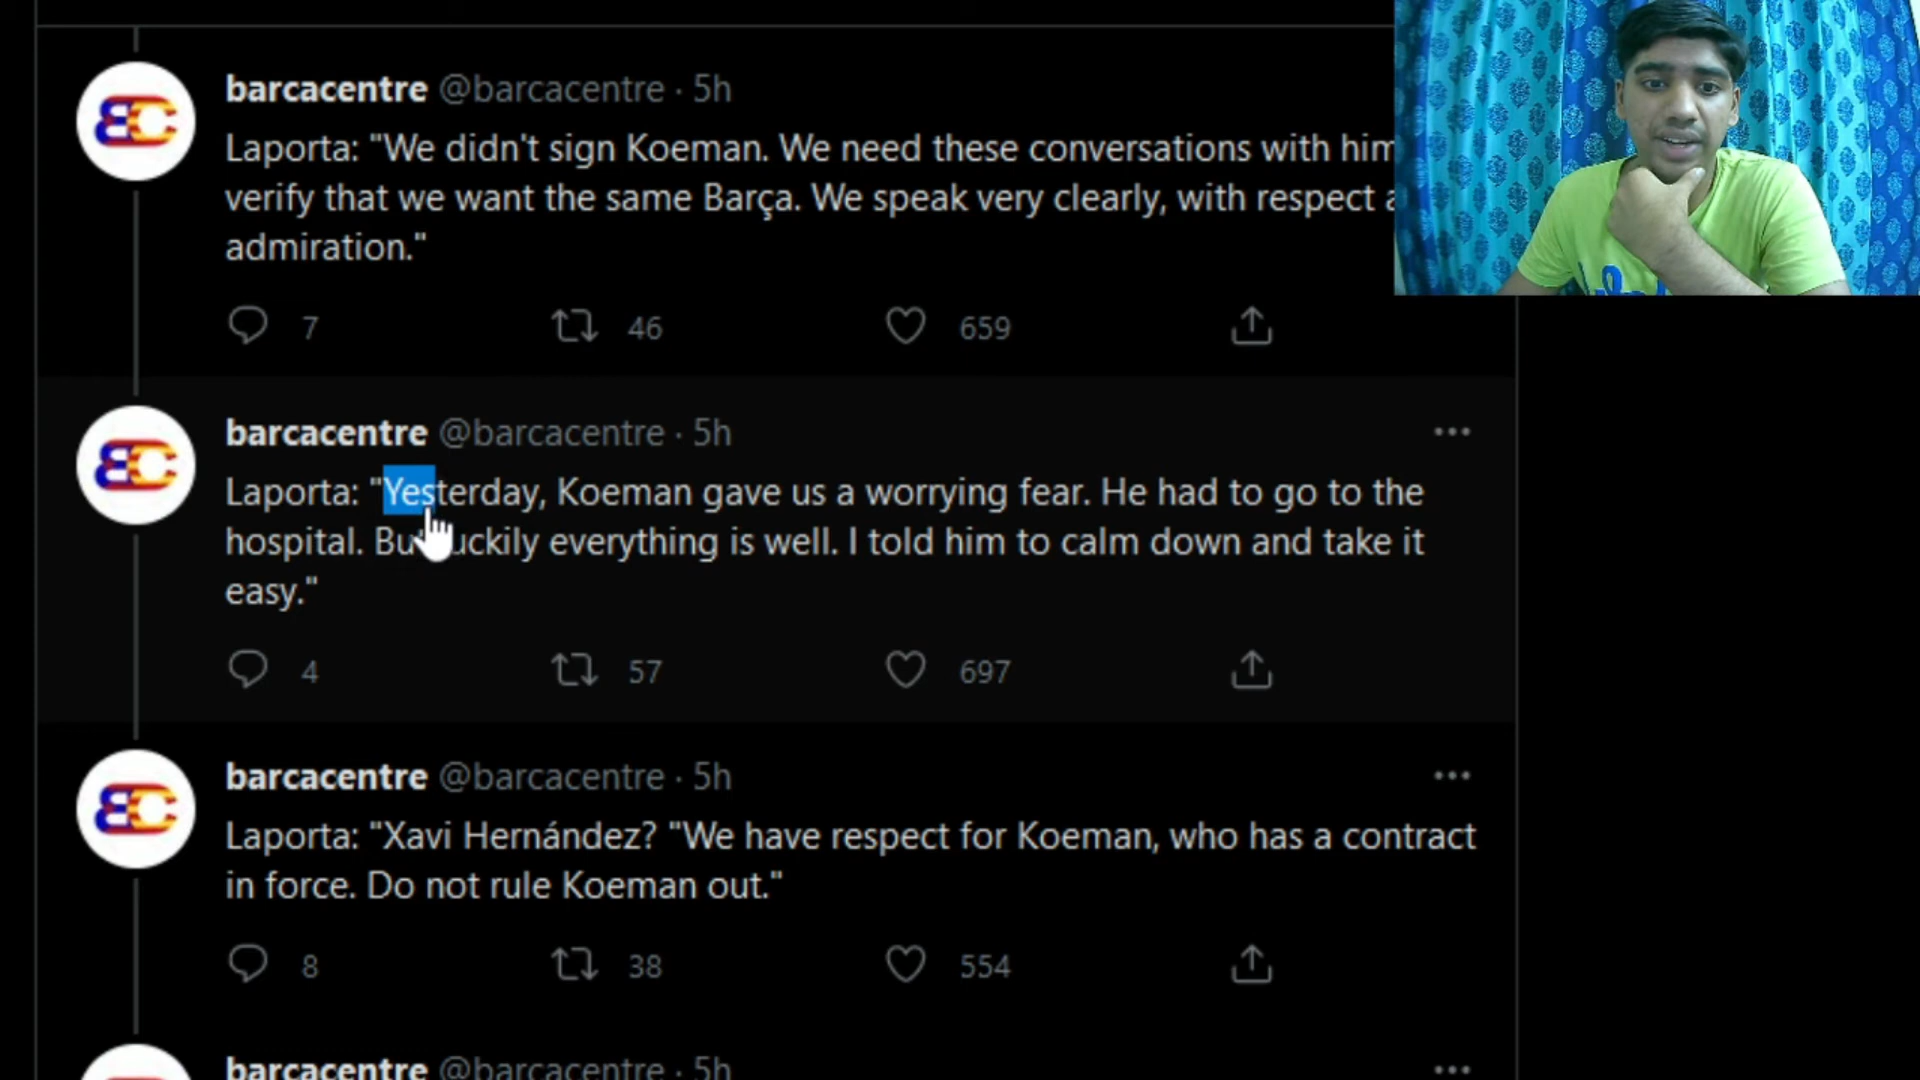 barcacentre @barcacentre · 5h
Laporta: "We didn't sign Koeman. We need these conversations with him
verify that we want the same Barça. We speak very clearly, with respect
admiration."
7 46 659
barcacentre @barcacentre · 5h
Laporta: "Yesterday, Koeman gave us a worrying fear. He had to go to the
hospital. But luckily everything is well. I told him to calm down and take it
easy."
4 57 697
barcacentre @barcacentre · 5h
Laporta: "Xavi Hernández? "We have respect for Koeman, who has a contract
in force. Do not rule Koeman out."
8 38 554
barcacentre @barcacentre · 5h